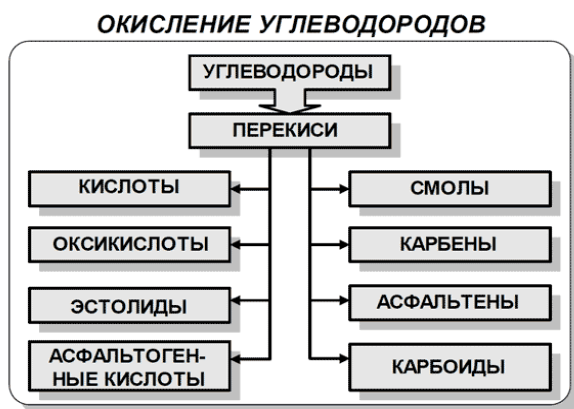 ОКИСЛЕНИЕ УГЛЕВОДОРОДОВ
УГЛЕВОДОРОДЫ
ПЕРЕКИСИ
КИСЛОТЫ
ОКСИКИСЛОТЫ
ЭСТОЛИДЫ
АСФАЛЬТОГЕН-
НЫЕ КИСЛОТЫ
СМОЛЫ
КАРБЕНЫ
АСФАЛЬТЕНЫ
КАРБОИДЫ